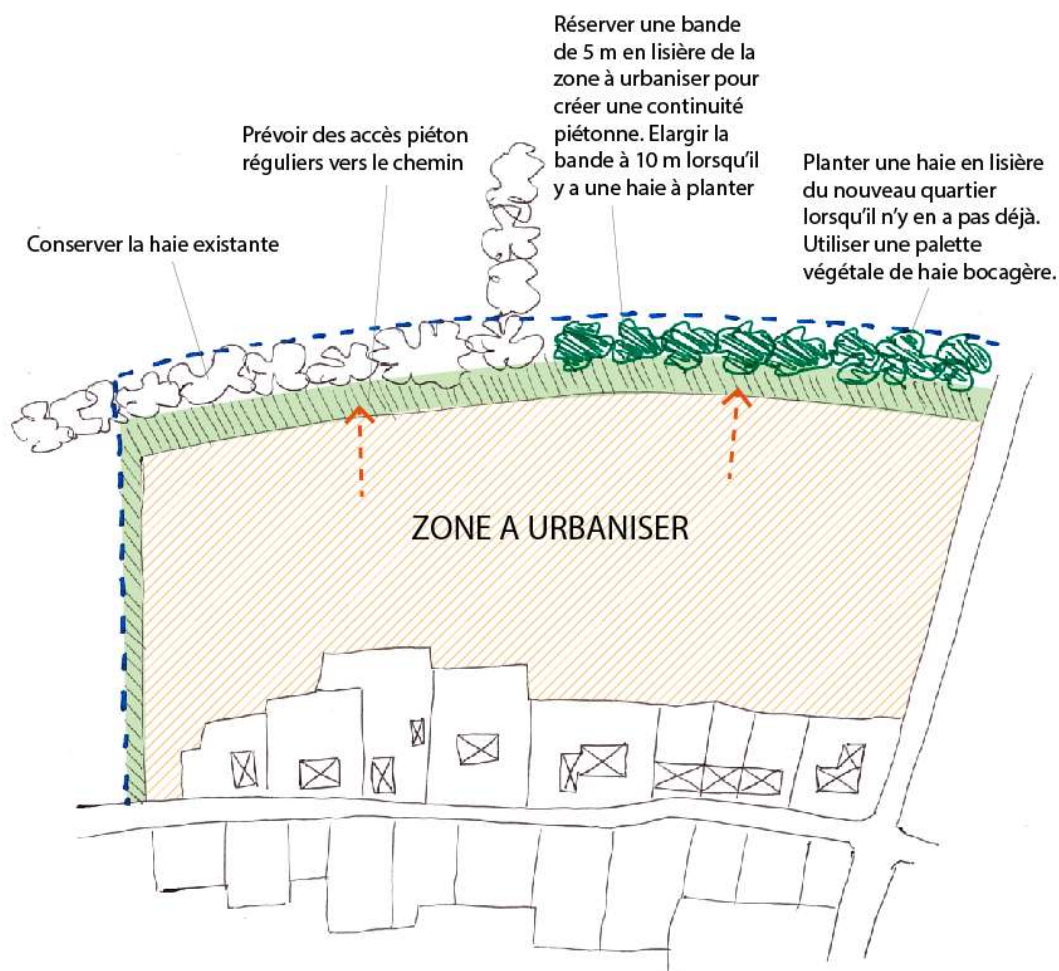 Réserver une bande
de 5 m en lisière de la
zone à urbaniser pour
créer une continuité
piétonne. Elargir la
bande à 10 m lorsqu'il
y a une haie à planter
Prévoir des accès piéton
réguliers vers le chemin
Planter une haie en lisière
du nouveau quartier
lorsqu'il n'y en a pas déjà.
Utiliser une palette
végétale de haie bocagère.
Conserver la haie existante
ZONE A URBANISER